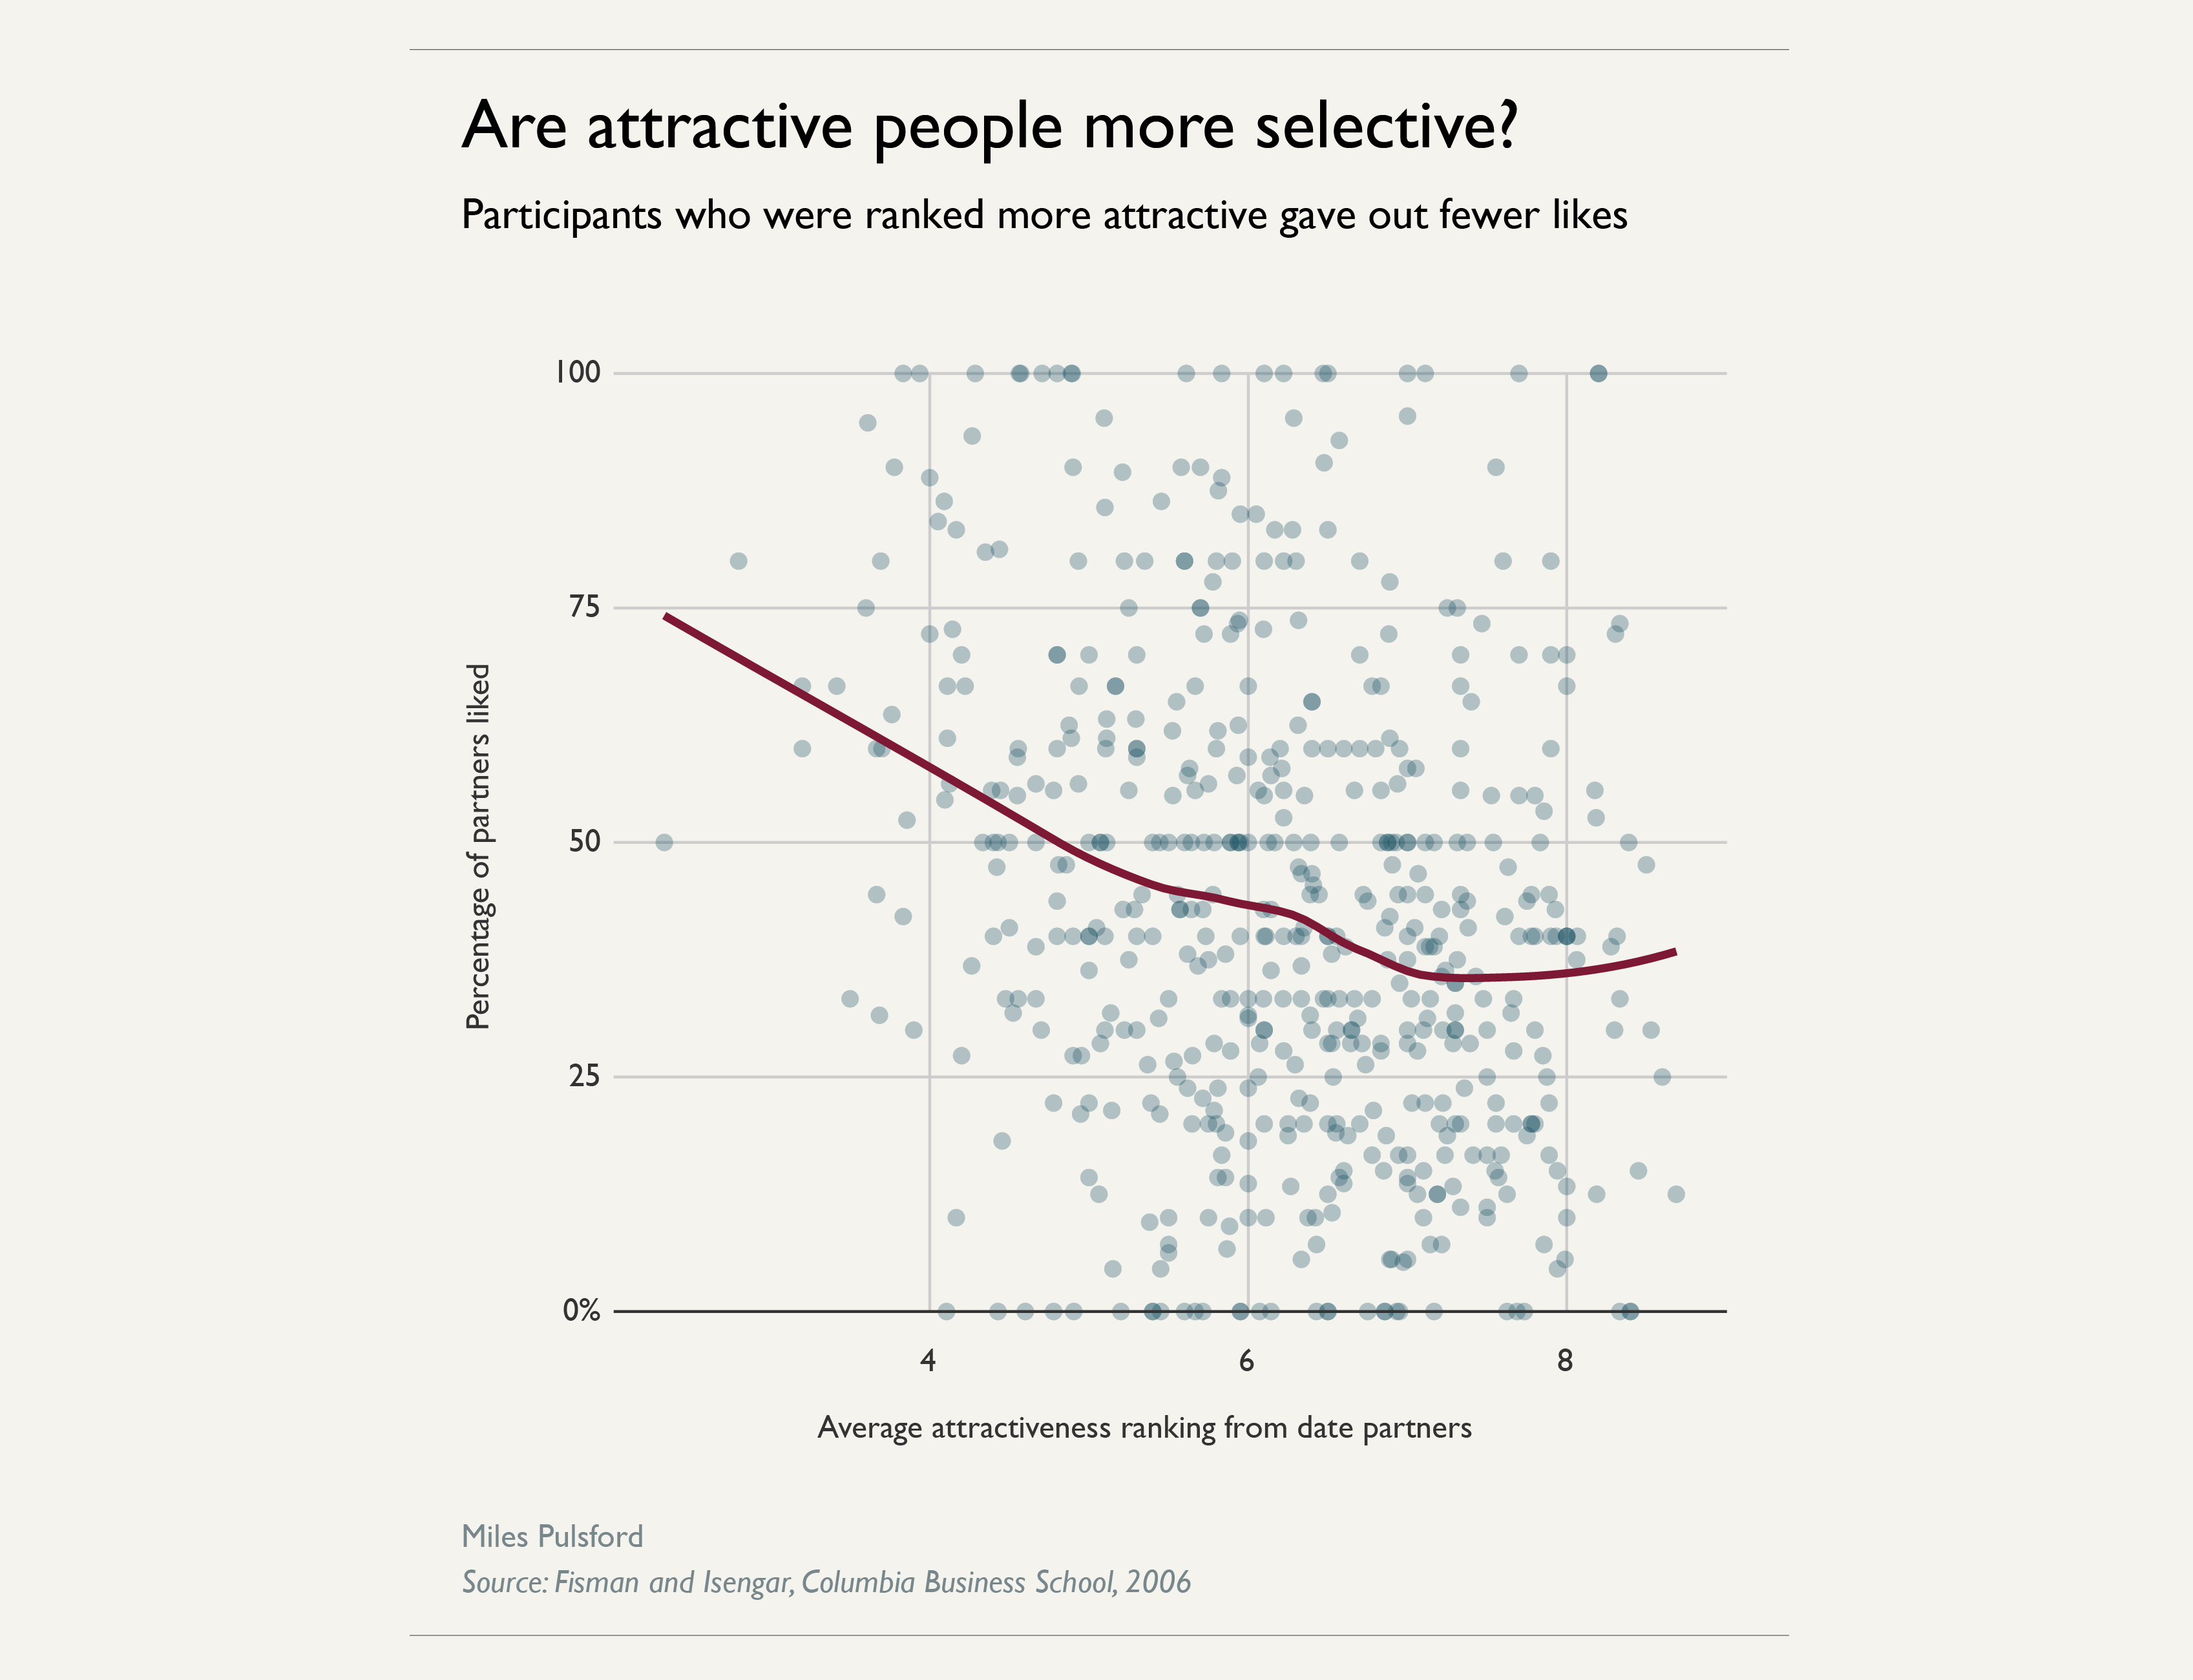 Are attractive people more selective?
Participants who were ranked more attractive gave out fewer likes
100
75
50
25
0%
Percentage of partners liked
4
6
8
Average attractiveness ranking from date partners
Miles Pulsford
Source: Fisman and Isengar, Columbia Business School, 2006